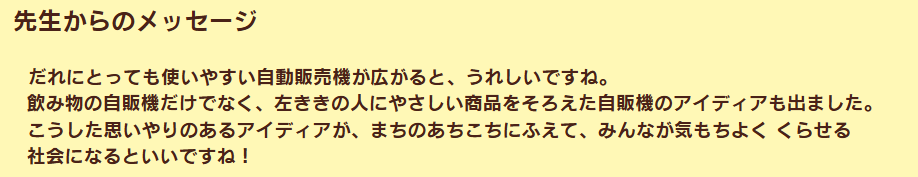 先生からのメッセージ
だれにとっても使いやすい自動販売機が広がると、うれしいですね。
飲み物の自販機だけでなく、左ききの人にやさしい商品をそろえた自販機のアイディアも出ました。
こうした思いやりのあるアイディアが、まちのあちこちにふえて、みんなが気もちよく くらせる
社会になるといいですね！